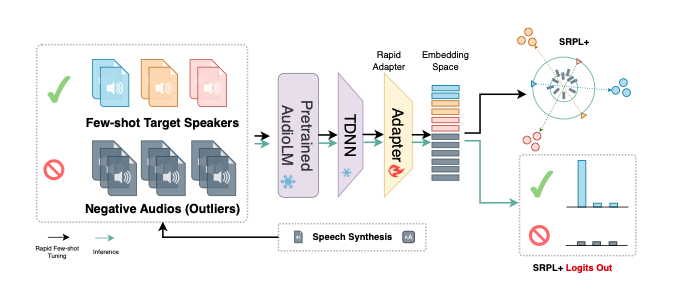 SRPL+
Rapid
Adapter
Embedding
Space
Few-shot Target Speakers
Pretrained
AudioLM
TDNN
Adapter
Negative Audios (Outliers)
Speech Synthesis
Rapid Few-shot
Tuning
Inference
SRPL+ Logits Out